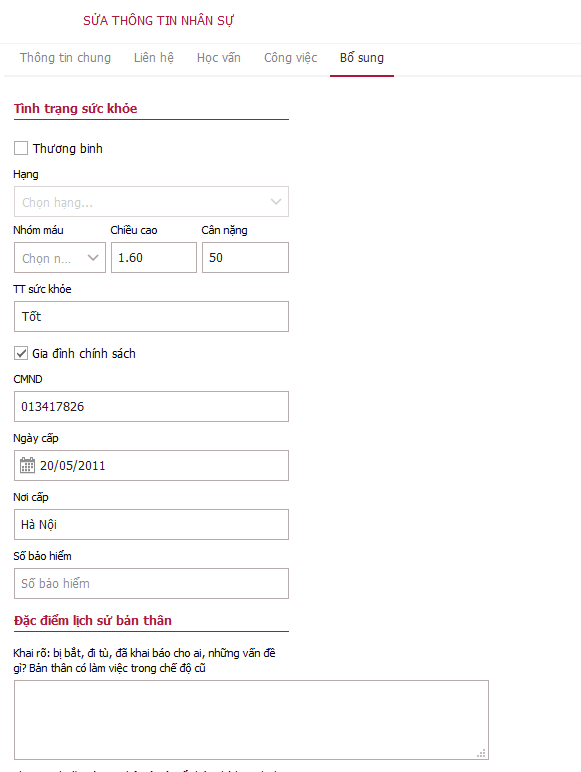 SỬA THÔNG TIN NHÂN SỰ
Thông tin chung Liên hệ Học vấn Công việc Bổ sung
Tình trạng sức khỏe
Thương binh
Hạng
Chọn hạng...
Nhóm máu Chiều cao Cân nặng
Chọn n... 1.60 50
TT sức khỏe
Tốt
Gia đình chính sách
CMND
013417826
Ngày cấp
20/05/2011
Nơi cấp
Hà Nội
Số bảo hiểm
Số bảo hiểm
Đặc điểm lịch sử bản thân
Khai rõ: bị bắt, đi tù, đã khai báo cho ai, những vấn đề
gì? Bản thân có làm việc trong chế độ cũ